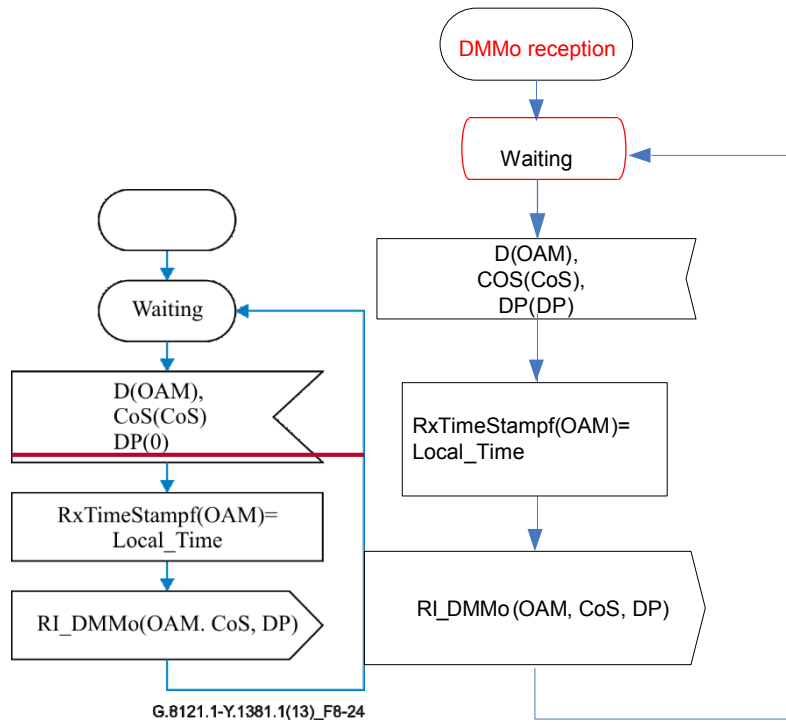 Waiting
D(OAM),
CoS(CoS)
DP(0)
RxTimeStampf(OAM)=
Local_Time
RI_DMMo(OAM. CoS, DP)
G.8121.1-Y.1381.1(13)_F8-24
DMMo reception
Waiting
D(OAM),
COS(CoS),
DP(DP)
RxTimeStampf(OAM)=
Local_Time
RI_DMMo(OAM, CoS, DP)